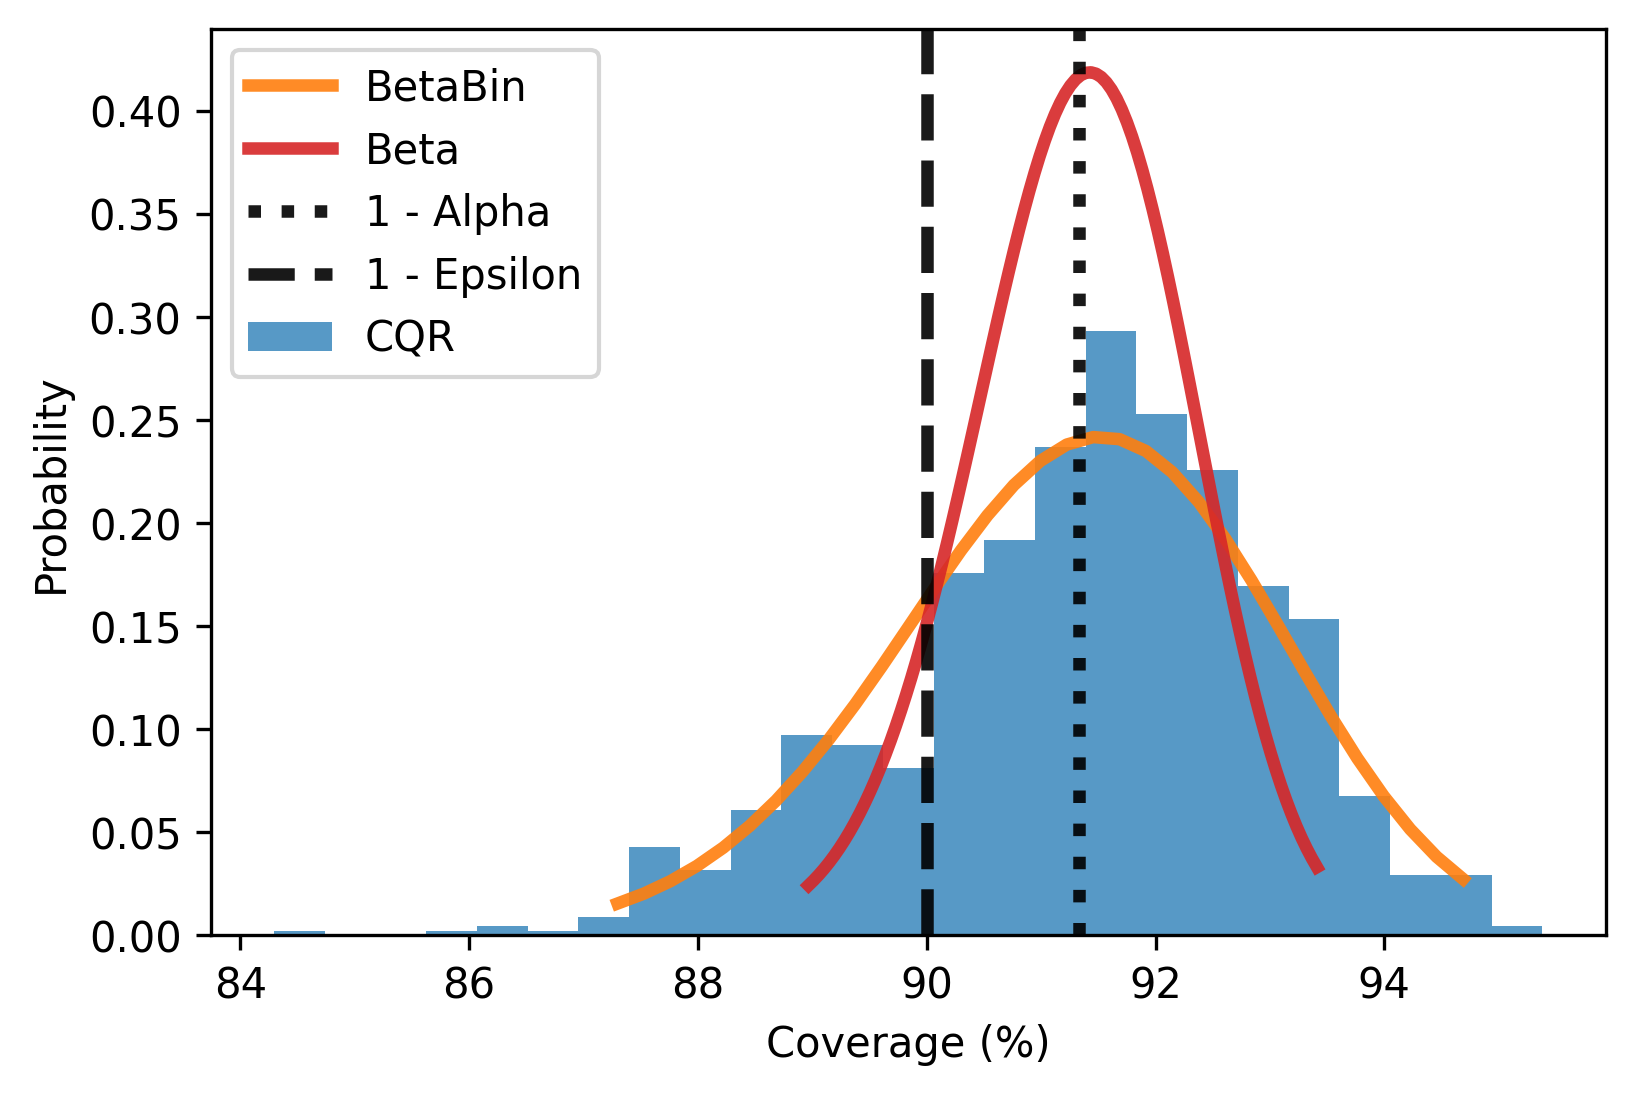 BetaBin
Beta
1 - Alpha
1 - Epsilon
CQR
0.40
0.35
0.30
0.25
0.20
0.15
0.10
0.05
0.00
Probability
84 86 88 90 92 94
Coverage (%)